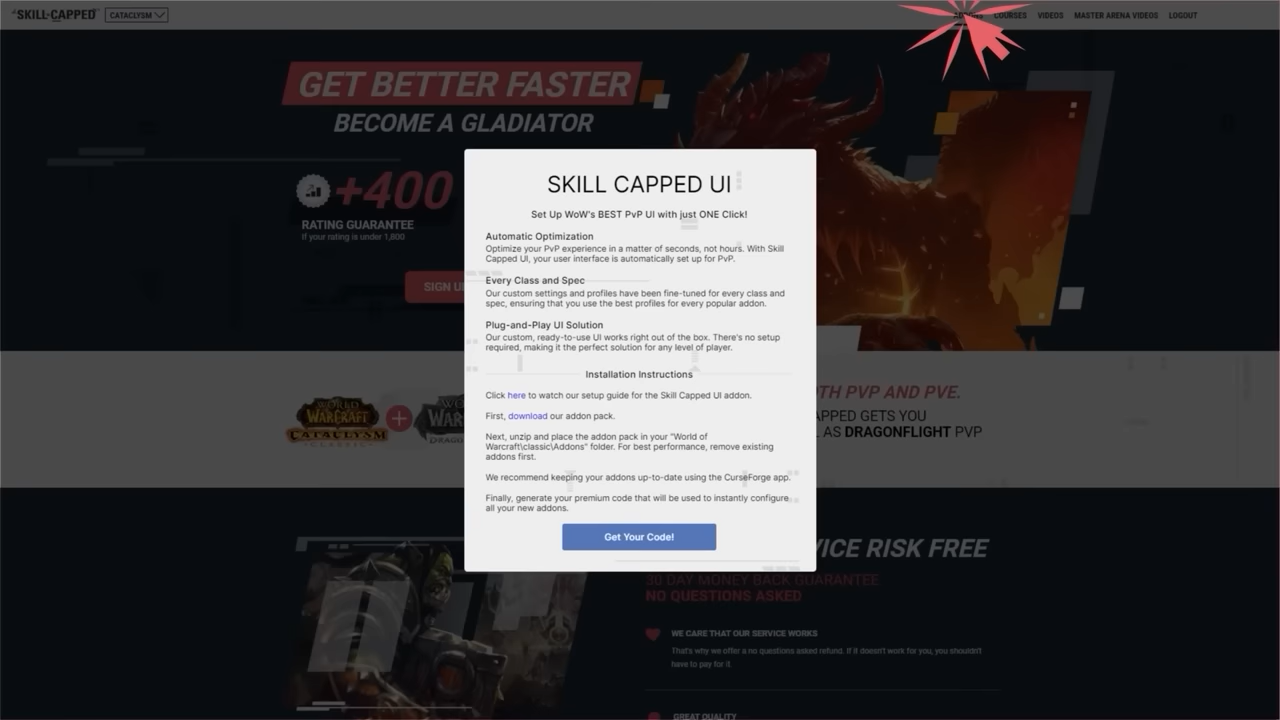 SKILL-CAPPED
CATACLYSM
COURSES
VIDEOS
MASTER ARENA VIDEOS
LOGOUT
GET BETTER FASTER
BECOME A GLADIATOR
+400
RATING GUARANTEE
If your rating is under 1,800
SIGN U
SKILL CAPPED UI
Set Up WoW's BEST PvP UI with just ONE Click!
Automatic Optimization
Optimize your PvP experience in a matter of seconds, not hours. With Skill
Capped UI, your user interface is automatically set up for PvP.
Every Class and Spec
Our custom settings and profiles have been fine-tuned for every class and
spec, ensuring that you use the best profiles for every popular addon.
Plug-and-Play UI Solution
Our custom, ready-to-use UI works right out of the box. There's no setup
required, making it the perfect solution for any level of player.
Installation Instructions
Click here to watch our setup guide for the Skill Capped UI addon.
First, download our addon pack.
Next, unzip and place the addon pack in your "World of
Warcraft\classic\Addons" folder. For best performance, remove existing
addons first.
We recommend keeping your addons up-to-date using the CurseForge app.
Finally, generate your premium code that will be used to instantly configure
all your new addons.
Get Your Code!
WORLD
WARCRAFT
CATACLYSM
CLASSIC
+
WAR
DRAG
TH PVP AND PVE.
APPED GETS YOU
L AS DRAGONFLIGHT PVP
VICE RISK FREE
30 DAY MONEY BACK GUARANTEE
NO QUESTIONS ASKED
WE CARE THAT OUR SERVICE WORKS
That's why we offer a no questions asked refund. If it doesn't work for you, you shouldn't
have to pay for it.
GREAT QUALITY